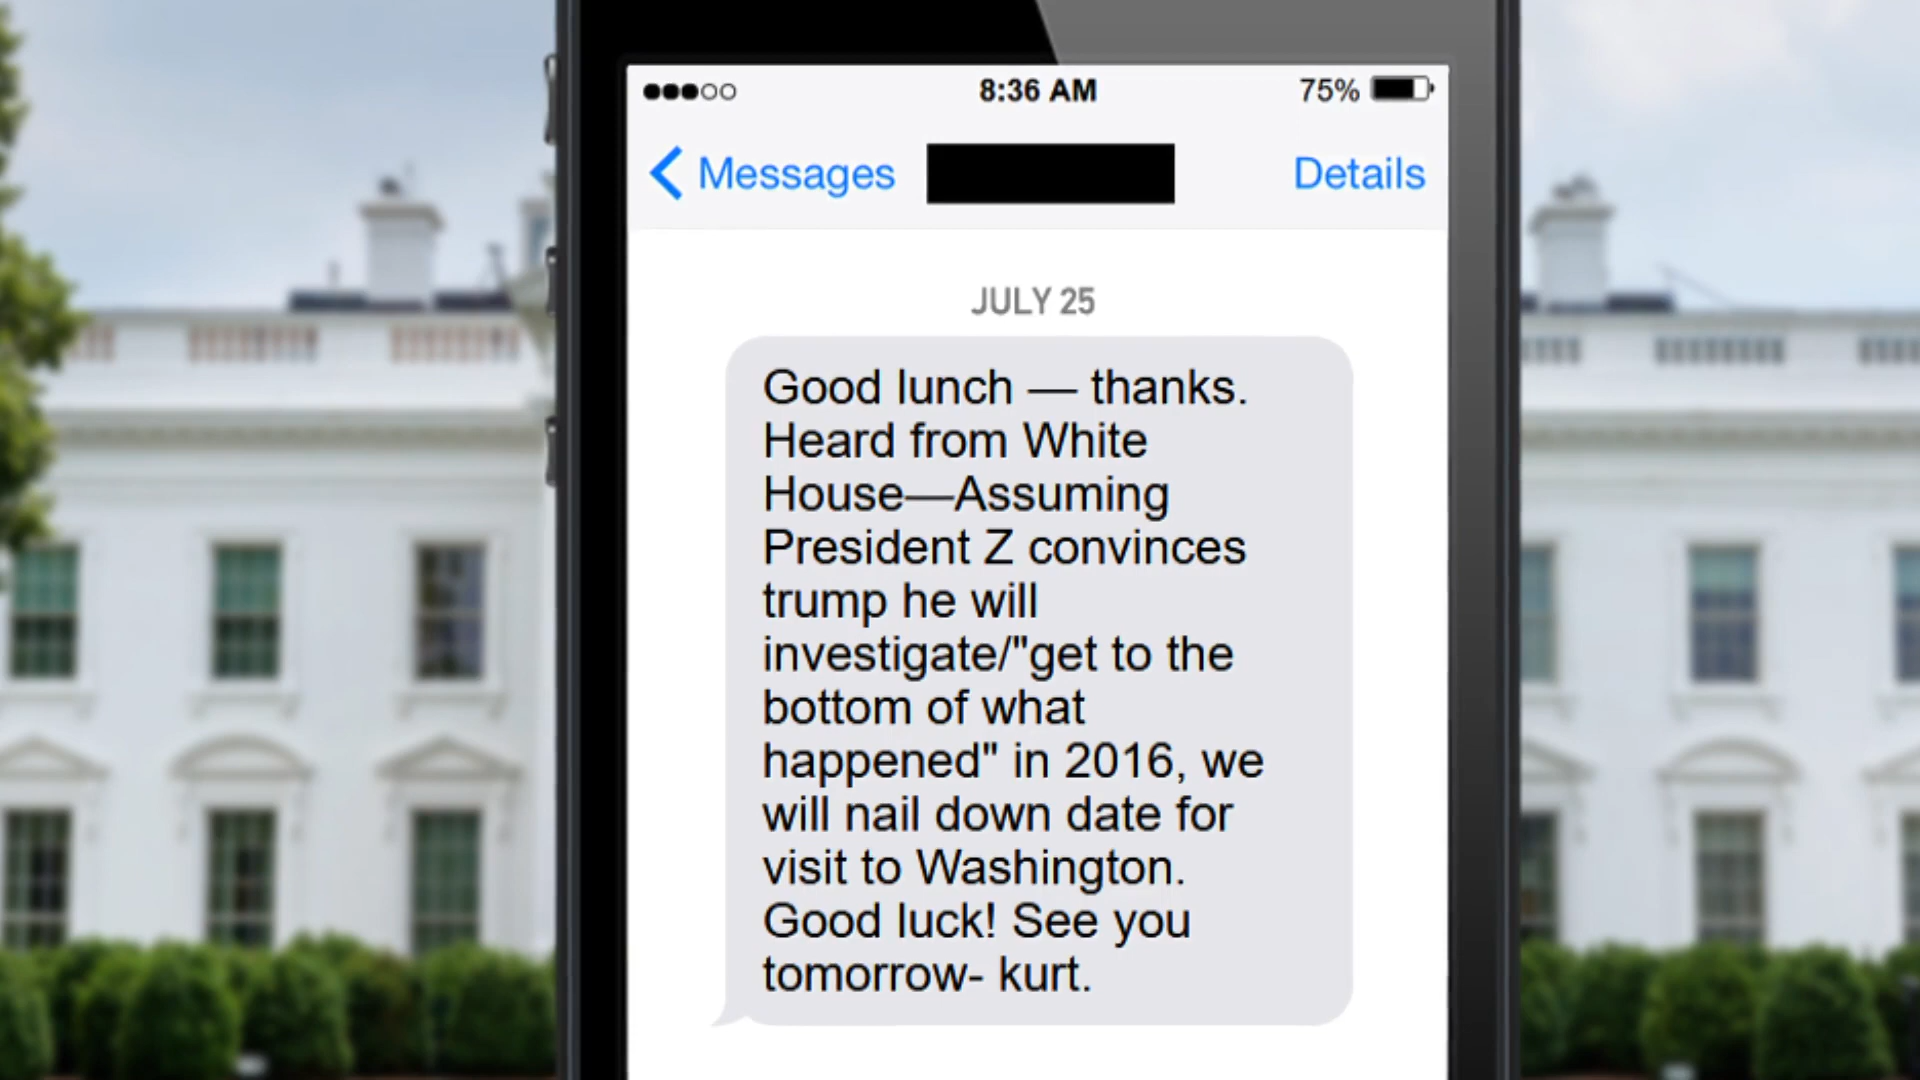 8:36 AM
75%
Messages
Details
JULY 25
Good lunch — thanks.
Heard from White
House—Assuming
President Z convinces
trump he will
investigate/"get to the
bottom of what
happened" in 2016, we
will nail down date for
visit to Washington.
Good luck! See you
tomorrow- kurt.